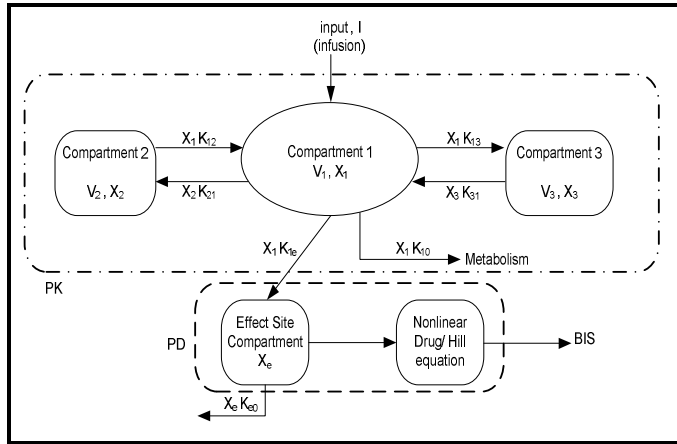 input, I
(infusion)
Compartment 2
V2, X2
X1 K12
X2 K21
Compartment 1
V1, X1
X1 K13
X3 K31
Compartment 3
V3, X3
X1 K1e
X1 K10
Metabolism
PK
PD
Effect Site
Compartment
Xe
Nonlinear
Drug/ Hill
equation
BIS
Xe Ke0